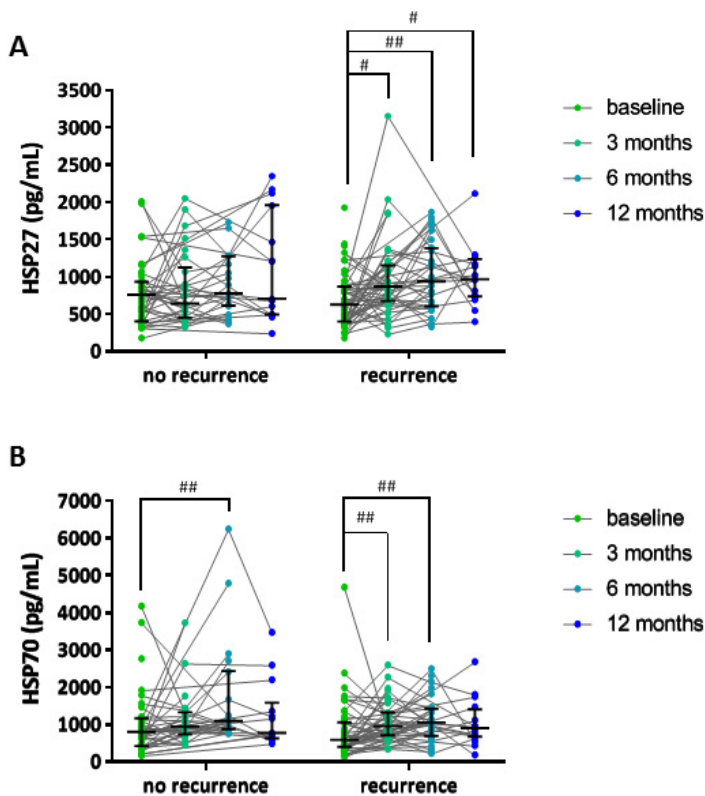 A
#
##
#
HSP27 (pg/mL)
3500
3000
2500
2000
1500
1000
500
0
no recurrence
recurrence
baseline
3 months
6 months
12 months
B
##
##
##
HSP70 (pg/mL)
7000
6000
5000
4000
3000
2000
1000
0
no recurrence
recurrence
baseline
3 months
6 months
12 months